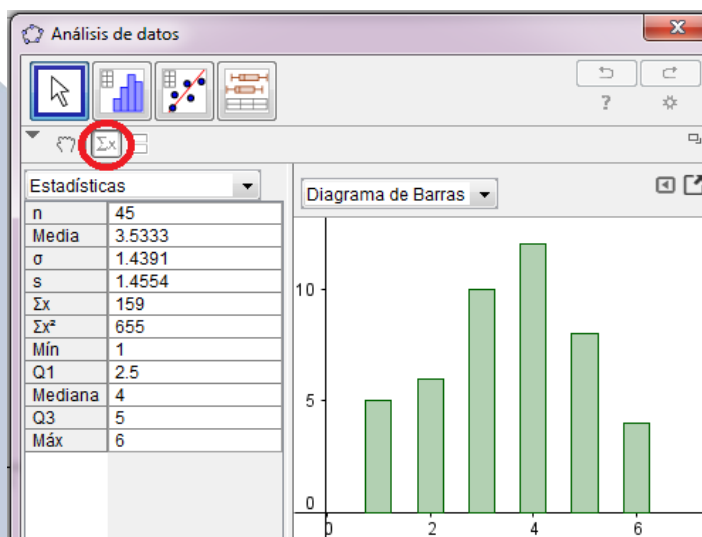 Análisis de datos
?
Σx
Estadísticas
n 45
Media 3.5333
σ 1.4391
s 1.4554
Σx 159
Σx² 655
Mín 1
Q1 2.5
Mediana 4
Q3 5
Máx 6
Diagrama de Barras
10
5
0
0 2 4 6